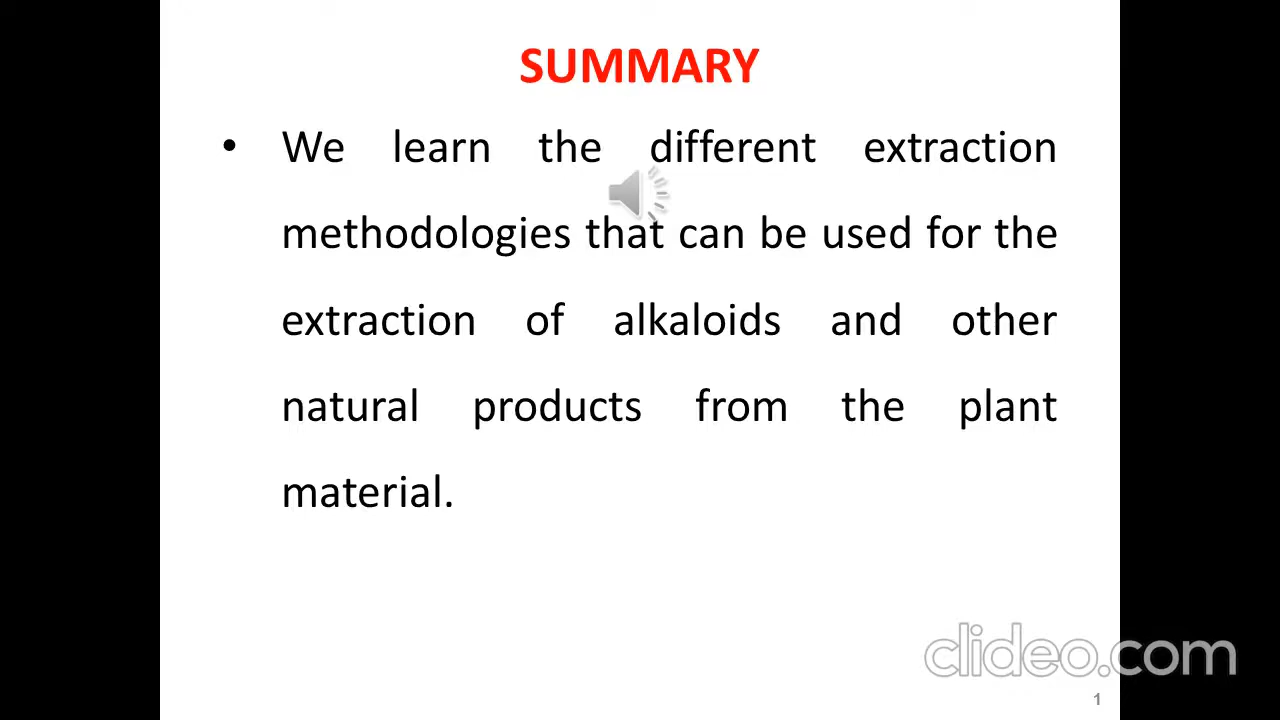 SUMMARY
• We learn the different extraction
methodologies that can be used for the
extraction of alkaloids and other
natural products from the plant
material.
clideo.com
1